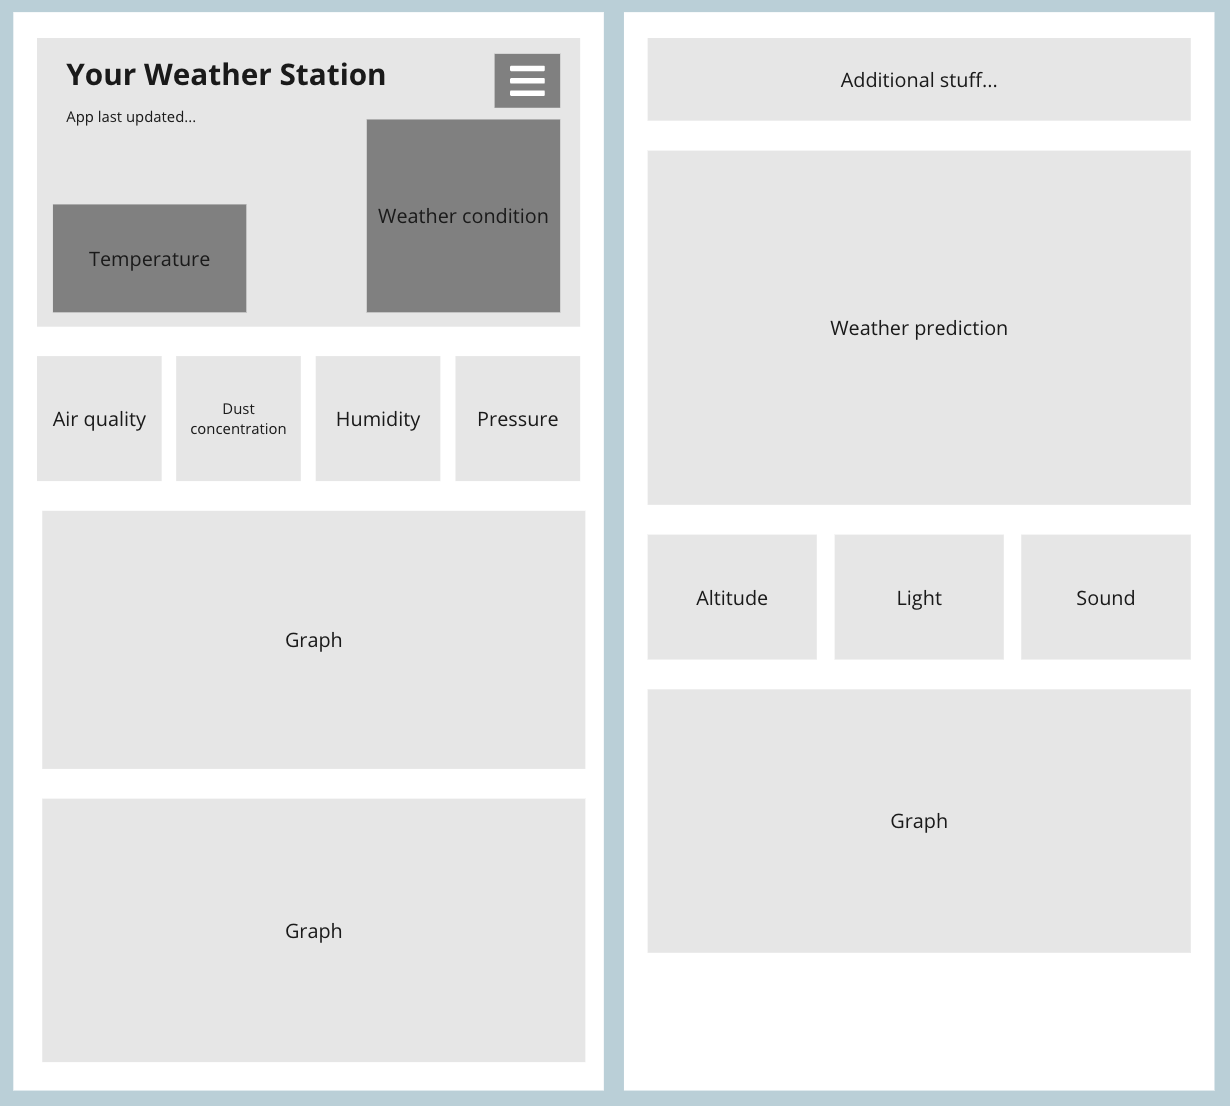 Your Weather Station
App last updated...
Weather condition
Temperature
Air quality
Dust
concentration
Humidity
Pressure
Graph
Graph
Additional stuff...
Weather prediction
Altitude
Light
Sound
Graph